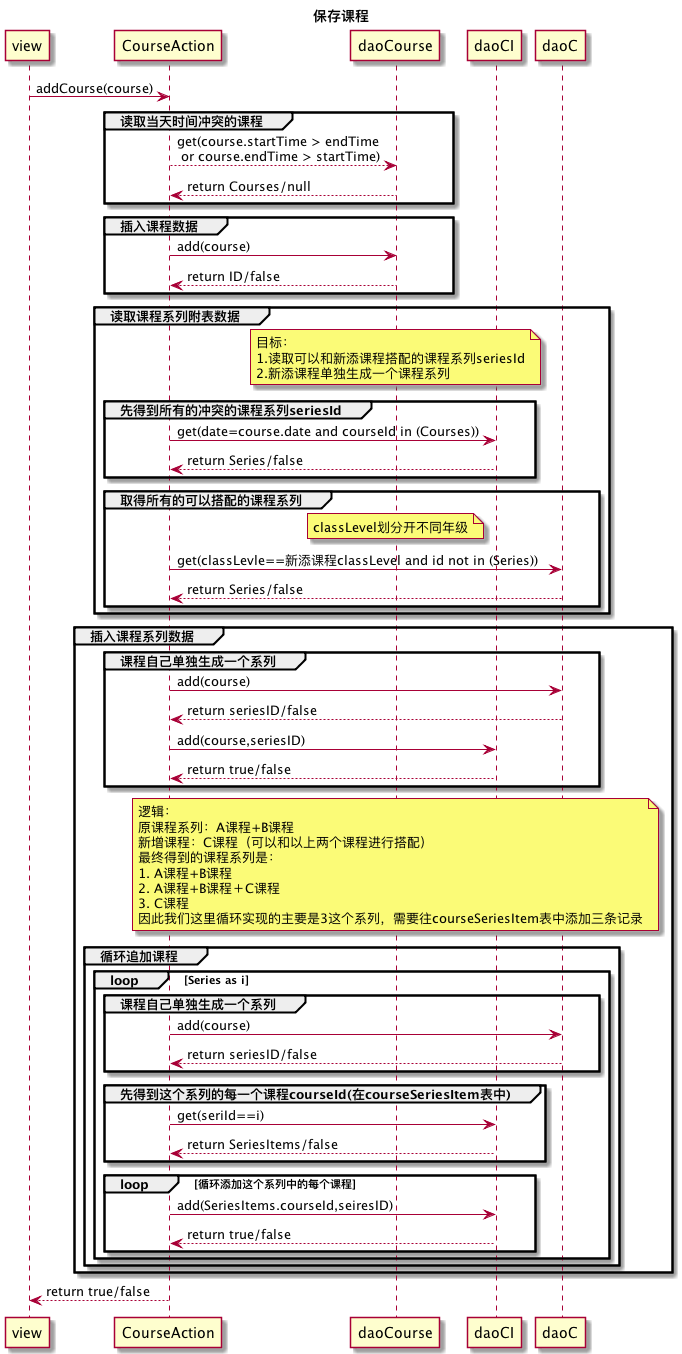 保存课程
view
CourseAction
daoCourse
daoCI
daoC
addCourse(course)
读取当天时间冲突的课程
get(course.startTime > endTime
or course.endTime > startTime)
return Courses/null
插入课程数据
add(course)
return ID/false
读取课程系列附表数据
目标：
1.读取可以和新添课程搭配的课程系列seriesId
2.新添课程单独生成一个课程系列
先得到所有的冲突的课程系列seriesId
get(date=course.date and courseId in (Courses))
return Series/false
取得所有的可以搭配的课程系列
classLevel划分开不同年级
get(classLevle==新添课程classLevel and id not in (Series))
return Series/false
插入课程系列数据
课程自己单独生成一个系列
add(course)
return seriesID/false
add(course,seriesID)
return true/false
逻辑：
原课程系列：A课程+B课程
新增课程：C课程（可以和以上两个课程进行搭配）
最终得到的课程系列是：
1. A课程+B课程
2. A课程+B课程＋C课程
3. C课程
因此我们这里循环实现的主要是3这个系列，需要往courseSeriesItem表中添加三条记录
循环追加课程
loop [Series as i]
课程自己单独生成一个系列
add(course)
return seriesID/false
先得到这个系列的每一个课程courseId(在courseSeriesItem表中)
get(seriId==i)
return SeriesItems/false
loop [循环添加这个系列中的每个课程]
add(SeriesItems.courseId,seiresID)
return true/false
return true/false
view
CourseAction
daoCourse
daoCI
daoC